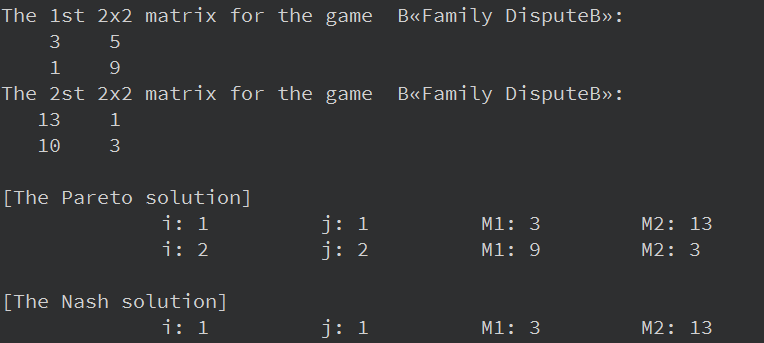 The 1st 2x2 matrix for the game  В«Family DisputeВ»:
3 5
1 9
The 2st 2x2 matrix for the game  В«Family DisputeВ»:
13 1
10 3
[The Pareto solution]
i: 1 j: 1 M1: 3 M2: 13
i: 2 j: 2 M1: 9 M2: 3
[The Nash solution]
i: 1 j: 1 M1: 3 M2: 13